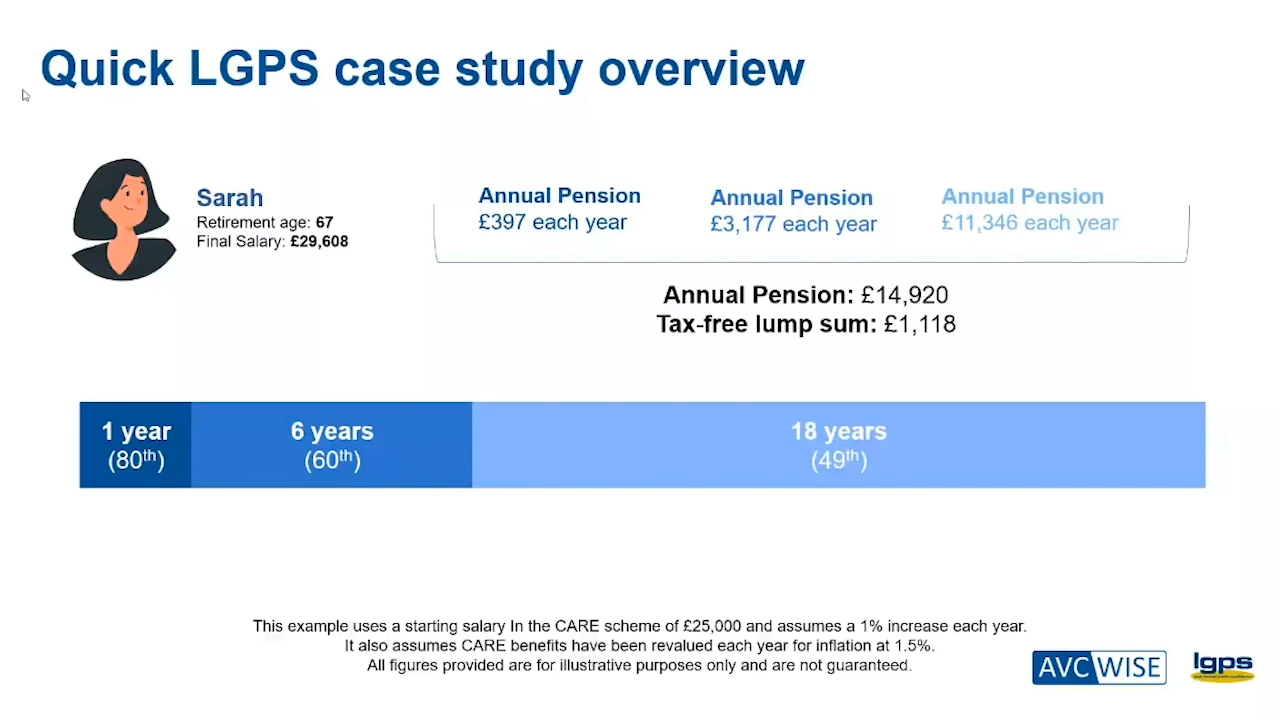 Quick LGPS case study overview
Sarah
Retirement age: 67
Final Salary: £29,608
Annual Pension
£397 each year
Annual Pension
£3,177 each year
Annual Pension
£11,346 each year
Annual Pension: £14,920
Tax-free lump sum: £1,118
1 year
(80th)
6 years
(60th)
18 years
(49th)
This example uses a starting salary In the CARE scheme of £25,000 and assumes a 1% increase each year.
It also assumes CARE benefits have been revalued each year for inflation at 1.5%.
All figures provided are for illustrative purposes only and are not guaranteed.
AVC WISE
lgps